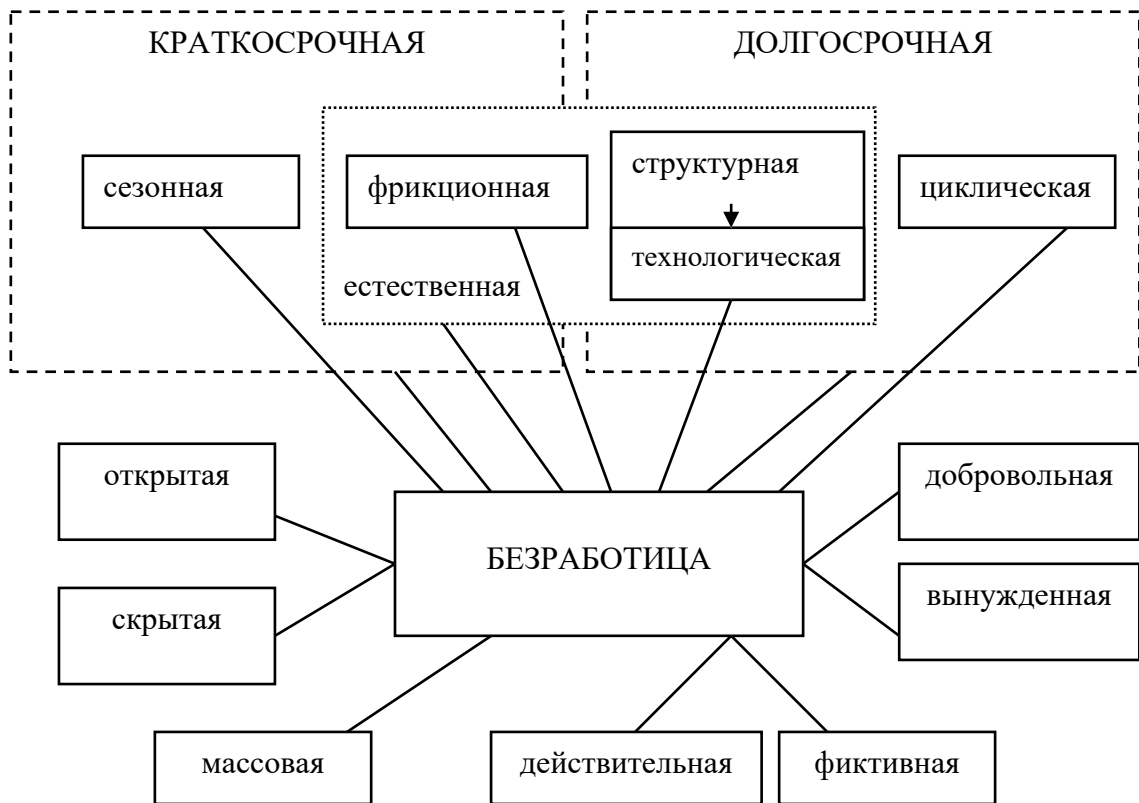 КРАТКОСРОЧНАЯ
ДОЛГОСРОЧНАЯ
сезонная
фрикционная
структурная
циклическая
технологическая
естественная
открытая
добровольная
БЕЗРАБОТИЦА
скрытая
вынужденная
массовая
действительная
фиктивная